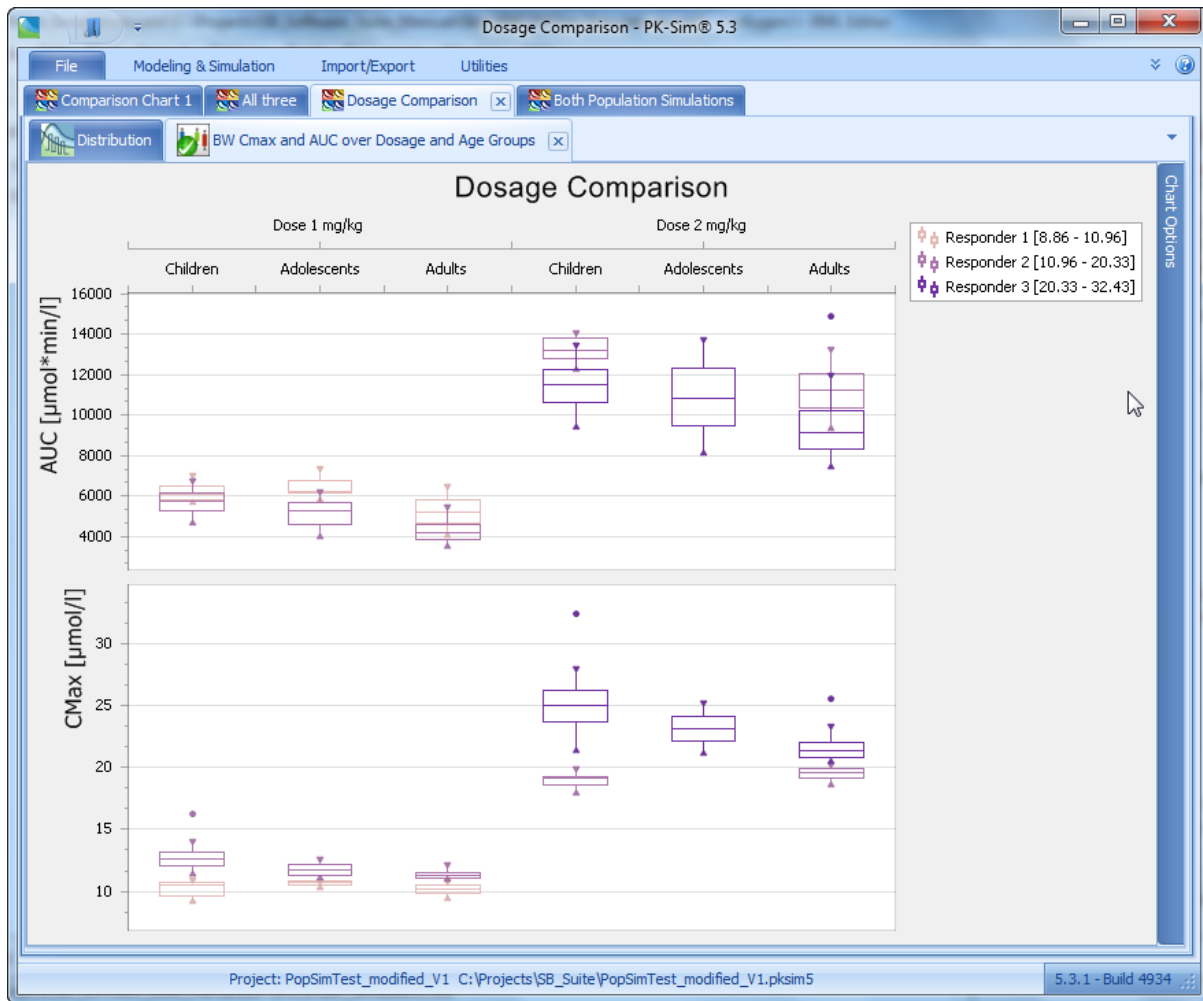 Dosage Comparison - PK-Sim® 5.3
File Modeling & Simulation Import/Export Utilities
Comparison Chart 1 All three Dosage Comparison Both Population Simulations
Distribution BW Cmax and AUC over Dosage and Age Groups
Chart Options
Dosage Comparison
Dose 1 mg/kg Dose 2 mg/kg
Children Adolescents Adults Children Adolescents Adults
Responder 1 [8.86 - 10.96]
Responder 2 [10.96 - 20.33]
Responder 3 [20.33 - 32.43]
AUC [µmol*min/l]
16000
14000
12000
10000
8000
6000
4000
CMax [µmol/l]
30
25
20
15
10
Project: PopSimTest_modified_V1 C:\Projects\SB_Suite\PopSimTest_modified_V1.pksim5
5.3.1 - Build 4934